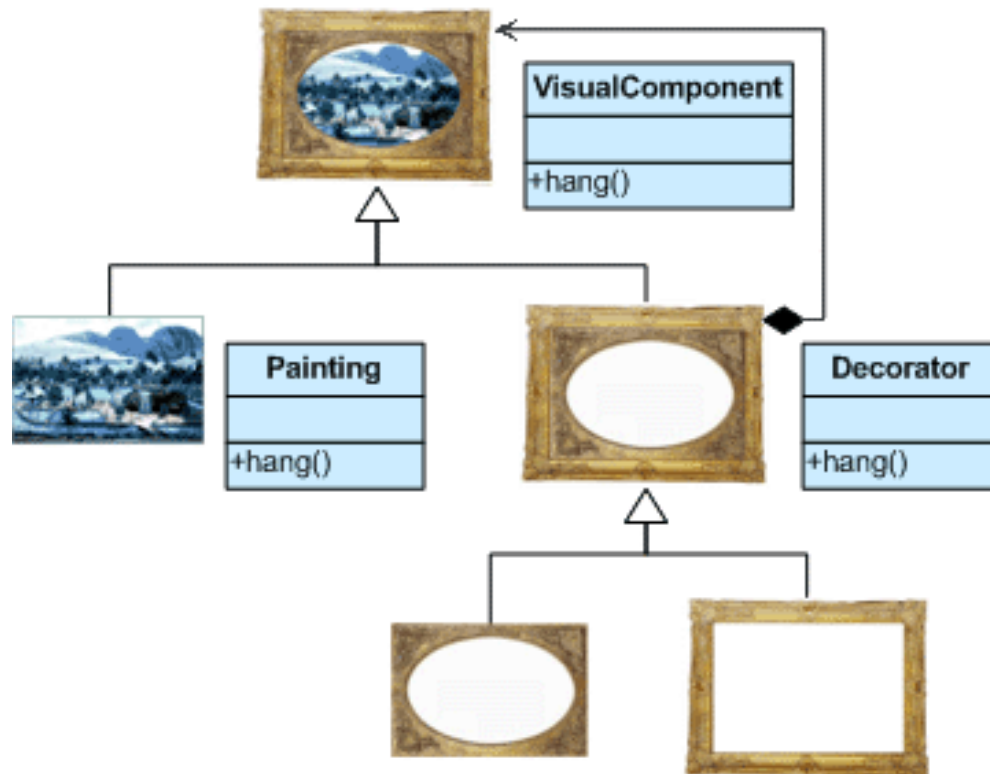 VisualComponent
+hang()
Painting
+hang()
Decorator
+hang()